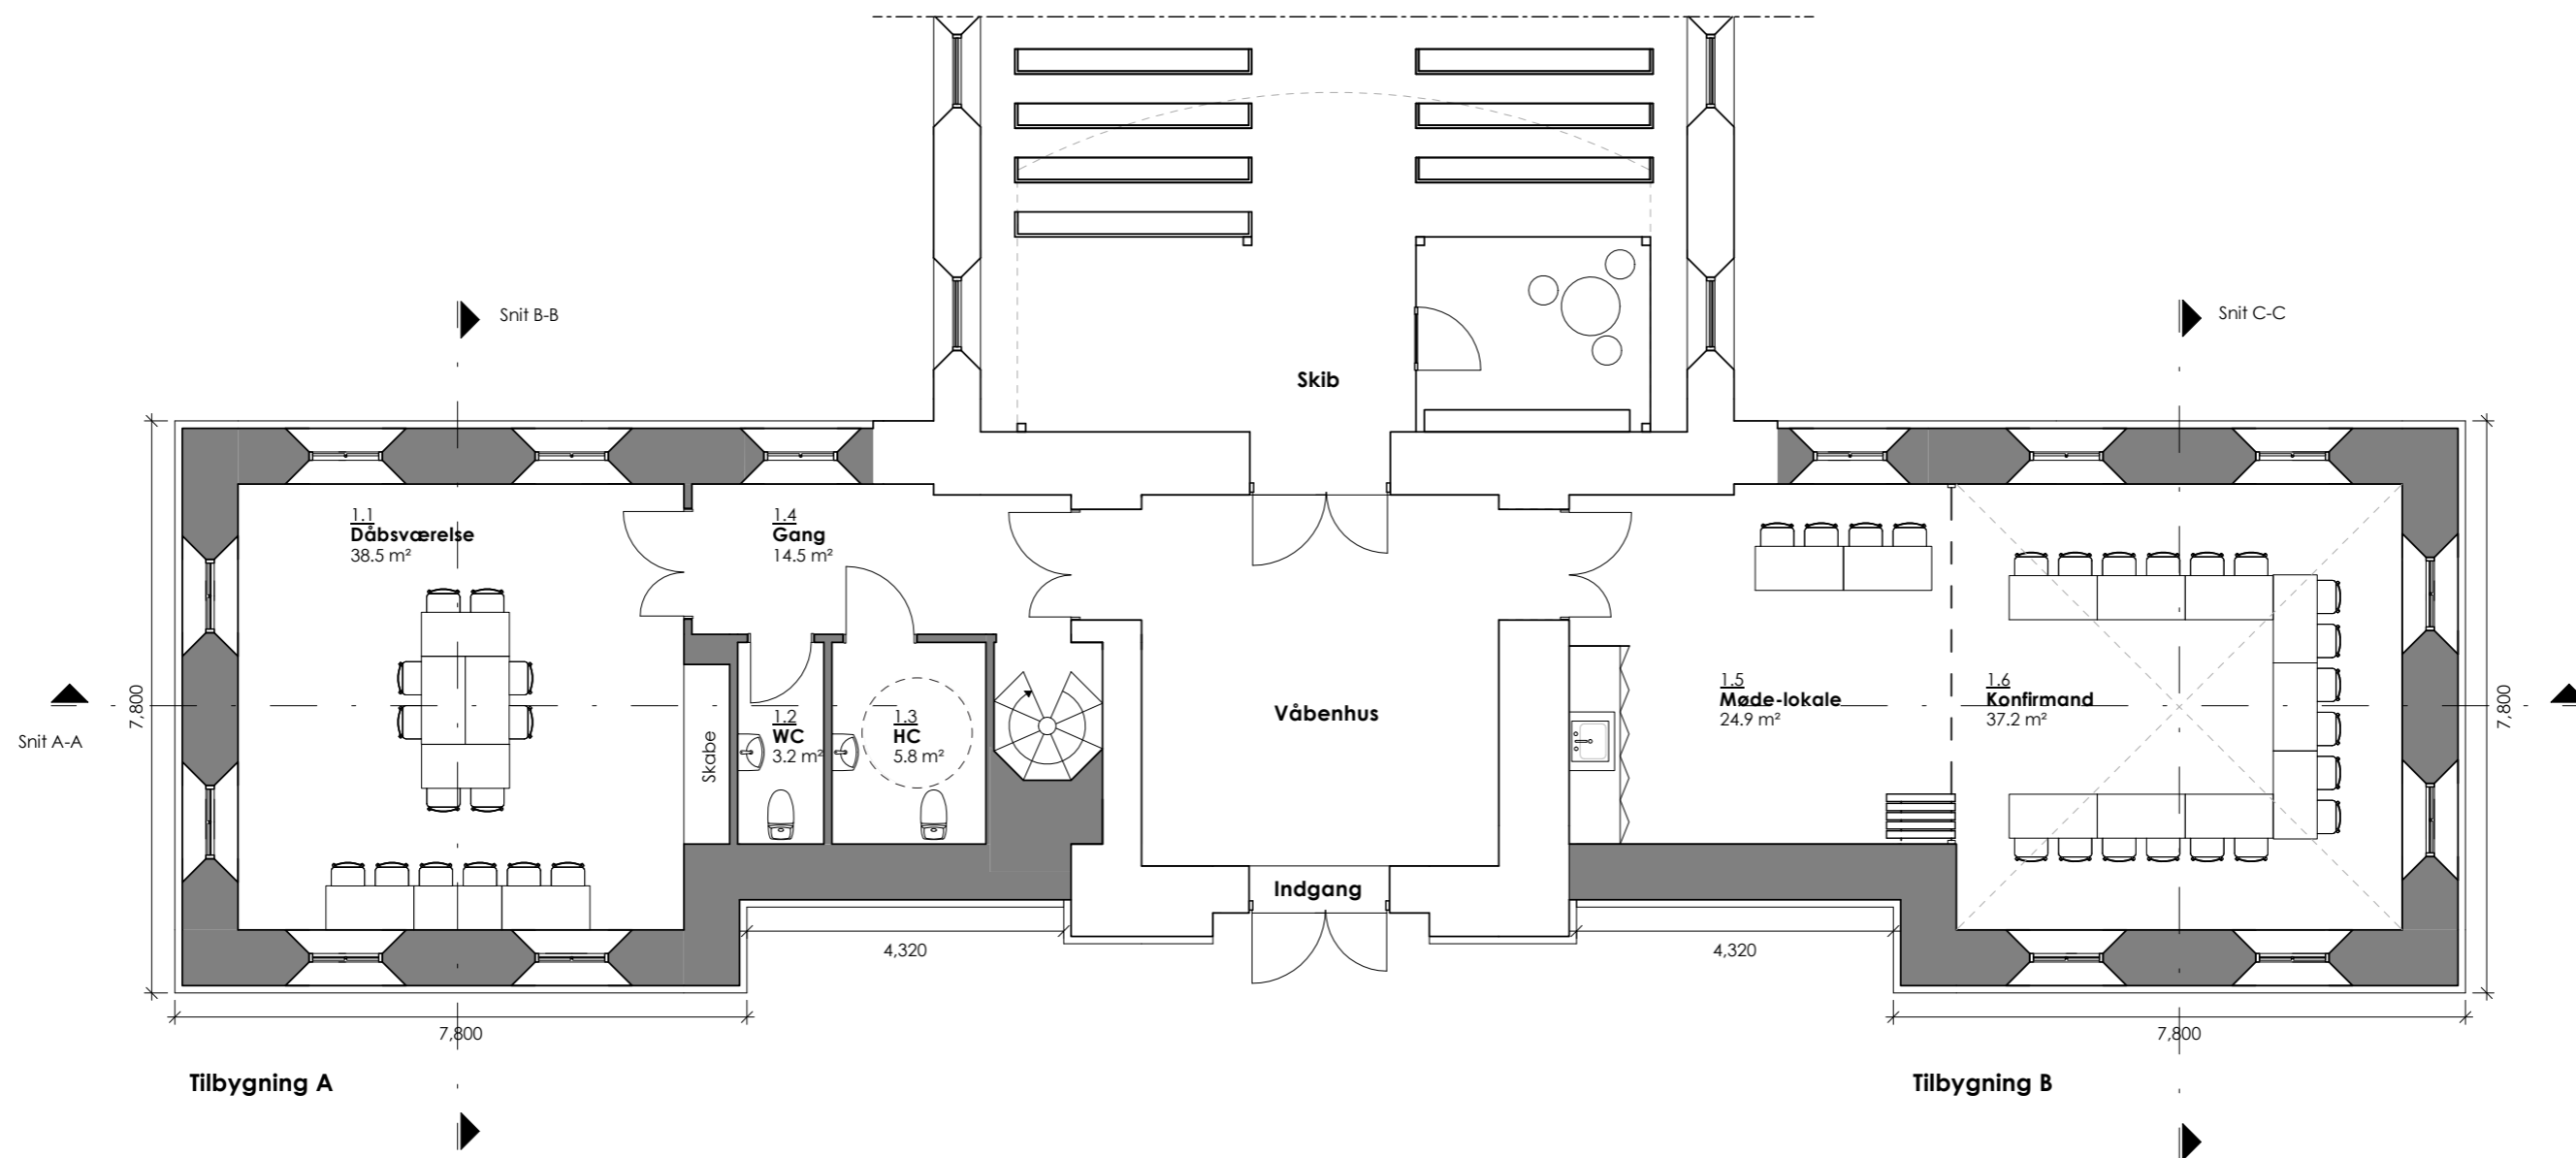 Snit B-B
Snit C-C
Skib
1.1
Dåbsværelse
38.5 m²
1.4
Gang
14.5 m²
7,800
Snit A-A
Skabe
1.2
WC
3.2 m²
1.3
HC
5.8 m²
Våbenhus
1.5
Møde-lokale
24.9 m²
1.6
Konfirmand
37.2 m²
7,800
Indgang
4,320
4,320
7,800
7,800
Tilbygning A
Tilbygning B